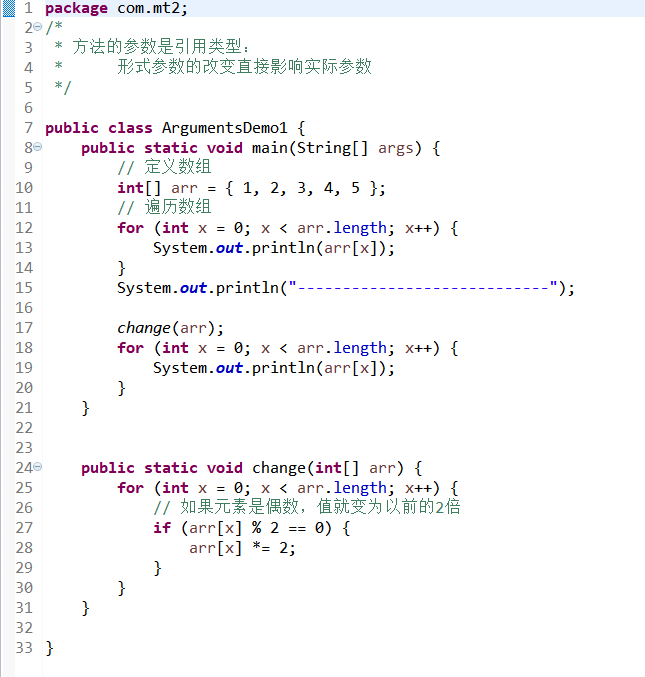 1 package com.mt2;
2 /*
3  * 方法的参数是引用类型：
4  *      形式参数的改变直接影响实际参数
5  */
6
7 public class ArgumentsDemo1 {
8     public static void main(String[] args) {
9         // 定义数组
10         int[] arr = { 1, 2, 3, 4, 5 };
11         // 遍历数组
12         for (int x = 0; x < arr.length; x++) {
13             System.out.println(arr[x]);
14         }
15         System.out.println("----------------------------");
16
17         change(arr);
18         for (int x = 0; x < arr.length; x++) {
19             System.out.println(arr[x]);
20         }
21     }
22
23
24     public static void change(int[] arr) {
25         for (int x = 0; x < arr.length; x++) {
26             // 如果元素是偶数，值就变为以前的2倍
27             if (arr[x] % 2 == 0) {
28                 arr[x] *= 2;
29             }
30         }
31     }
32
33 }